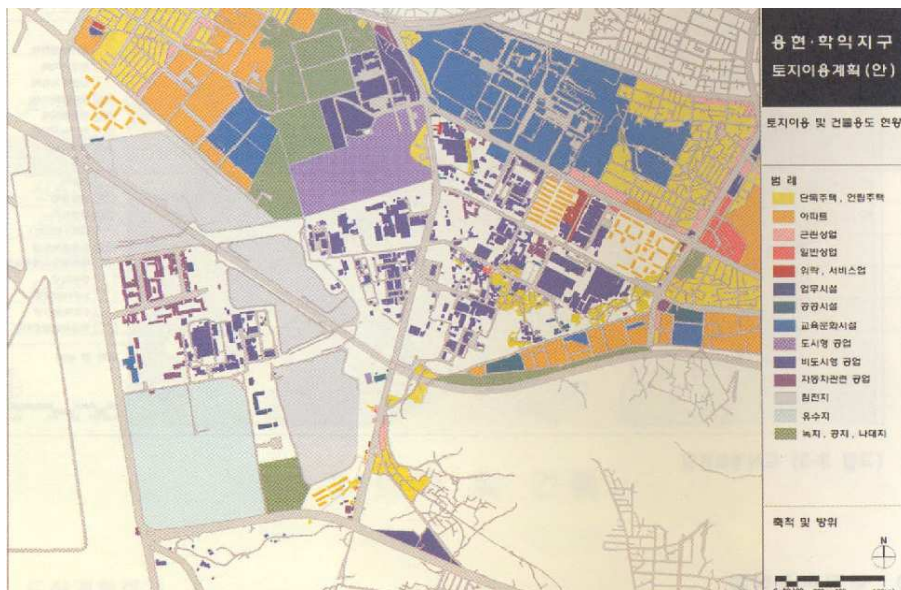 용현·학익지구
토지이용계획(안)
토지이용 및 건물용도 현황
범 례
단독주택, 연립주택
아파트
근린상업
일반상업
위락, 서비스업
업무시설
공공시설
교육문화시설
도시형 공업
비도시형 공업
자동차관련 공업
침전지
유수지
녹지, 공지, 나대지
축척 및 방위
N